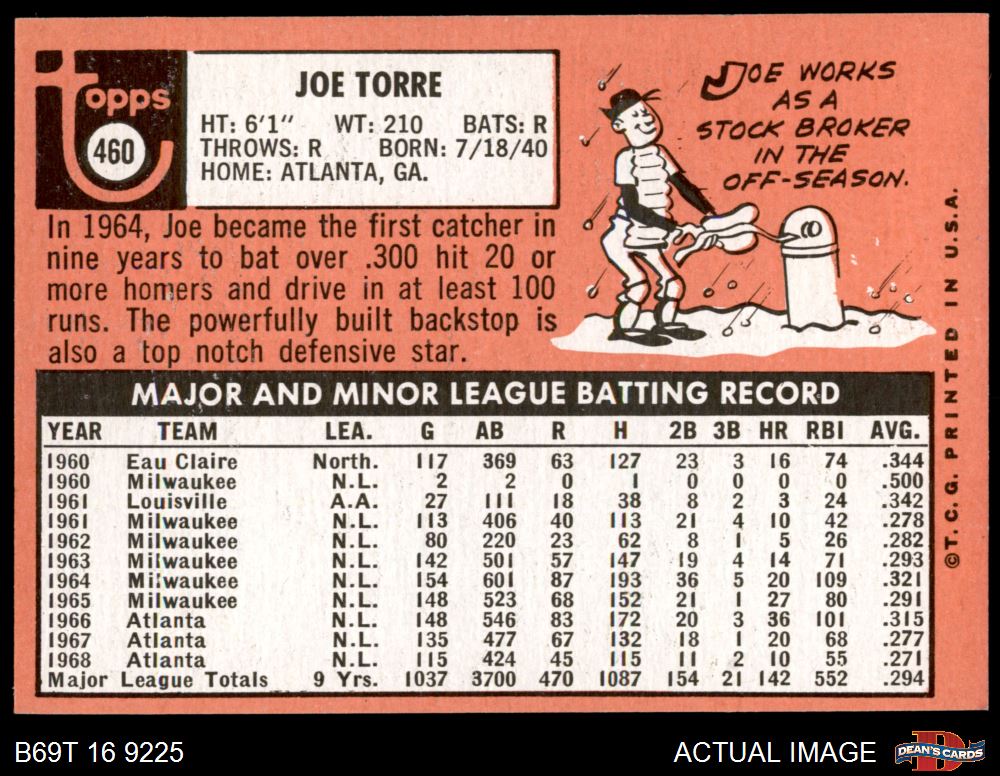 Topps
460
JOE TORRE
HT: 6'1" WT: 210 BATS: R
THROWS: R BORN: 7/18/40
HOME: ATLANTA, GA.
JOE WORKS
AS A
STOCK BROKER
IN THE
OFF-SEASON.
In 1964, Joe became the first catcher in
nine years to bat over .300 hit 20 or
more homers and drive in at least 100
runs. The powerfully built backstop is
also a top notch defensive star.
MAJOR AND MINOR LEAGUE BATTING RECORD
YEAR TEAM LEA. G AB R H 2B 3B HR RBI AVG.
1960 Eau Claire North. 117 369 63 127 23 3 16 74 .344
1960 Milwaukee N.L. 2 2 0 1 0 0 0 0 .500
1961 Louisville A.A. 27 111 18 38 8 2 3 24 .342
1961 Milwaukee N.L. 113 406 40 113 21 4 10 42 .278
1962 Milwaukee N.L. 80 220 23 62 8 1 5 26 .282
1963 Milwaukee N.L. 142 501 57 147 19 4 14 71 .293
1964 Milwaukee N.L. 154 601 87 193 36 5 20 109 .321
1965 Milwaukee N.L. 148 523 68 152 21 1 27 80 .291
1966 Atlanta N.L. 148 546 83 172 20 3 36 101 .315
1967 Atlanta N.L. 135 477 67 132 18 1 20 68 .277
1968 Atlanta N.L. 115 424 45 115 11 2 10 55 .271
Major League Totals 9 Yrs. 1037 3700 470 1087 154 21 142 552 .294
©T.C.G. PRINTED IN U.S.A.
B69T 16 9225
ACTUAL IMAGE
DEAN'S CARDS